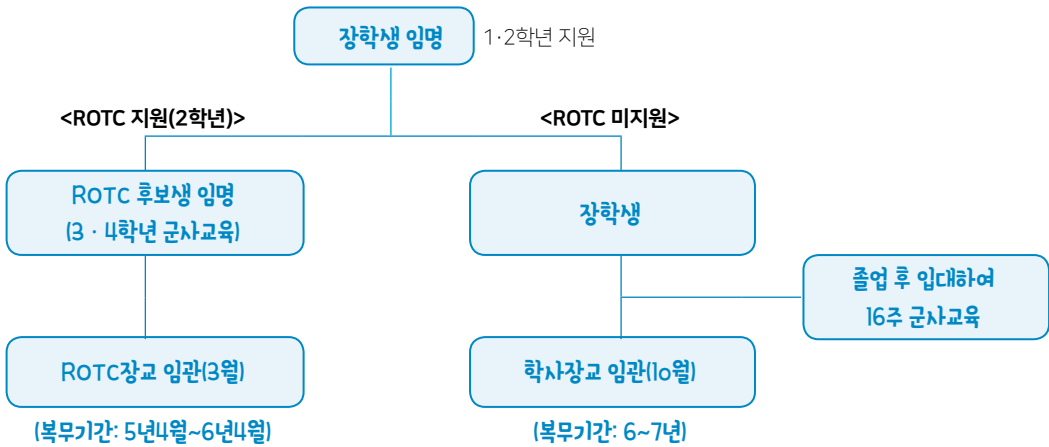 장학생 임명
1·2학년 지원
<ROTC 지원(2학년)>
<ROTC 미지원>
ROTC 후보생 임명
(3 · 4학년 군사교육)
장학생
졸업 후 입대하여
16주 군사교육
ROTC장교 임관(3월)
학사장교 임관(10월)
(복무기간: 5년4월~6년4월)
(복무기간: 6~7년)